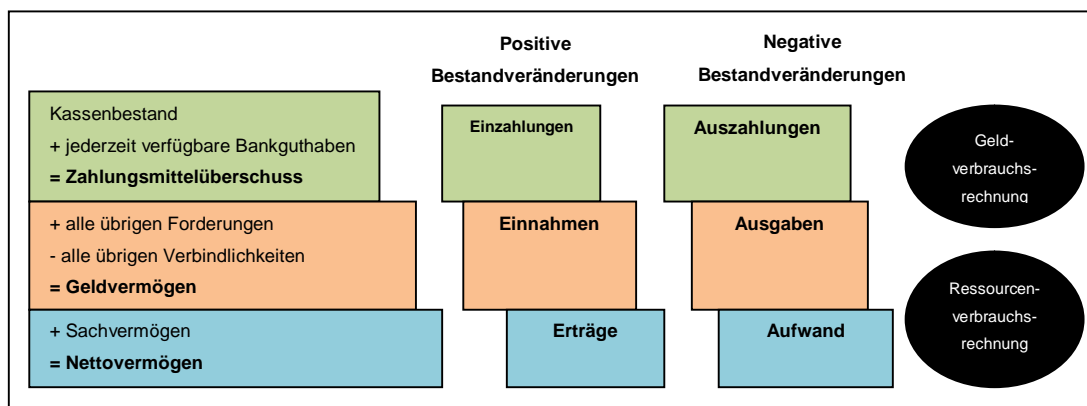 Positive
Bestandveränderungen
Negative
Bestandveränderungen
Kassenbestand
+ jederzeit verfügbare Bankguthaben
= Zahlungsmittelüberschuss
Einzahlungen
Auszahlungen
Geld-
verbrauchs-
rechnung
+ alle übrigen Forderungen
- alle übrigen Verbindlichkeiten
= Geldvermögen
Einnahmen
Ausgaben
Ressourcen-
verbrauchs-
rechnung
+ Sachvermögen
= Nettovermögen
Erträge
Aufwand